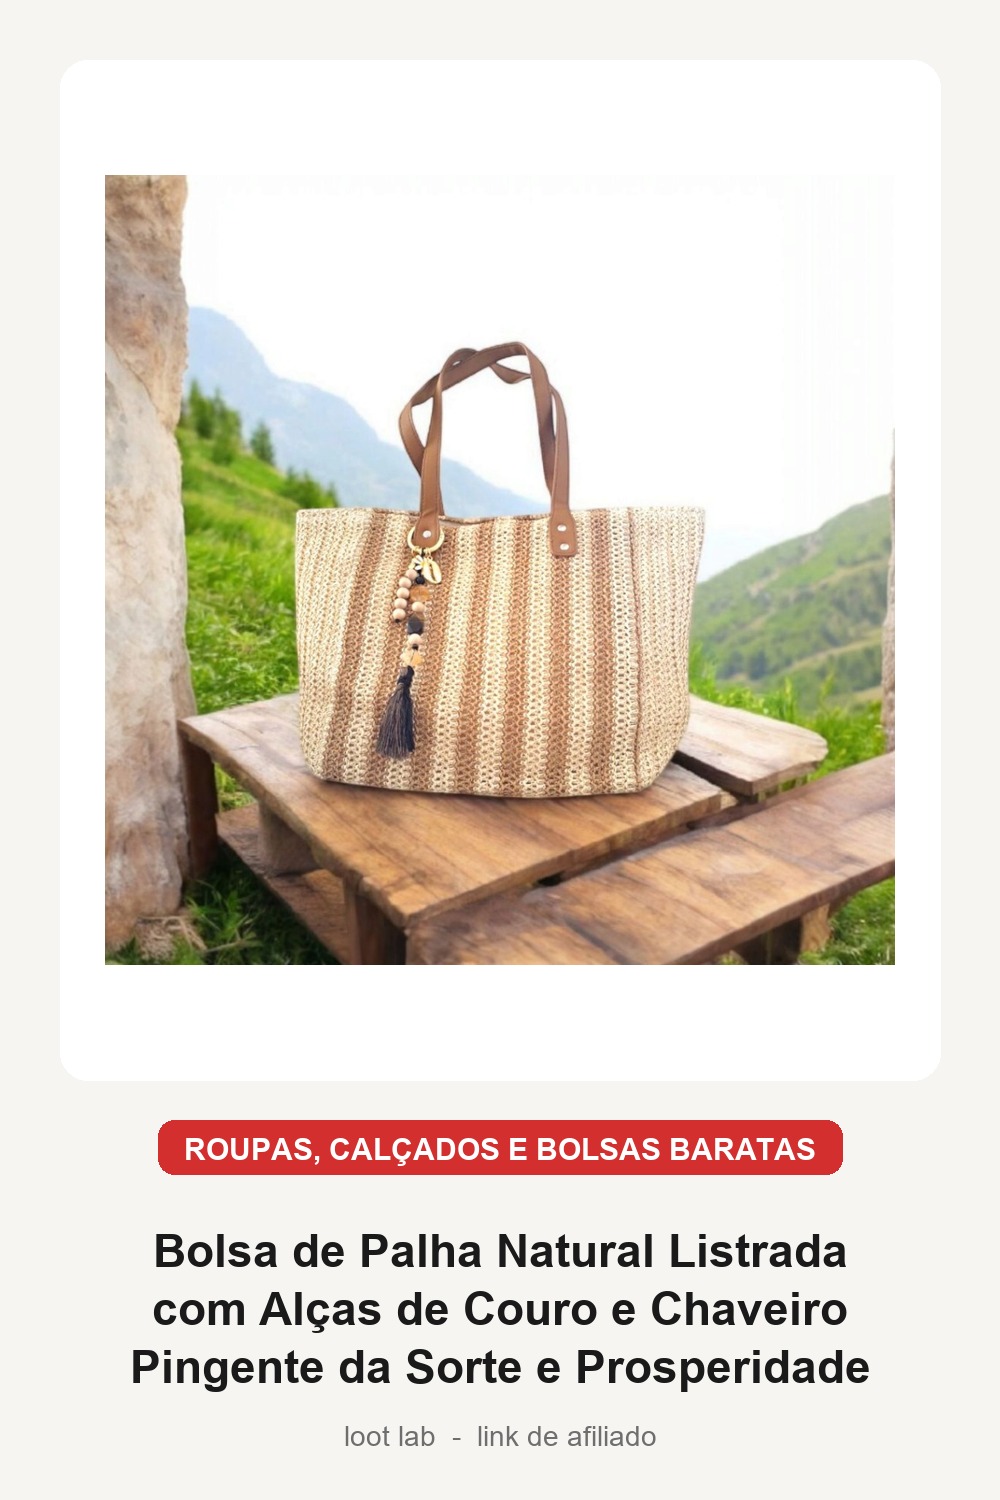 ROUPAS, CALÇADOS E BOLSAS BARATAS
Bolsa de Palha Natural Listrada
com Alças de Couro e Chaveiro
Pingente da Sorte e Prosperidade
loot lab - link de afiliado